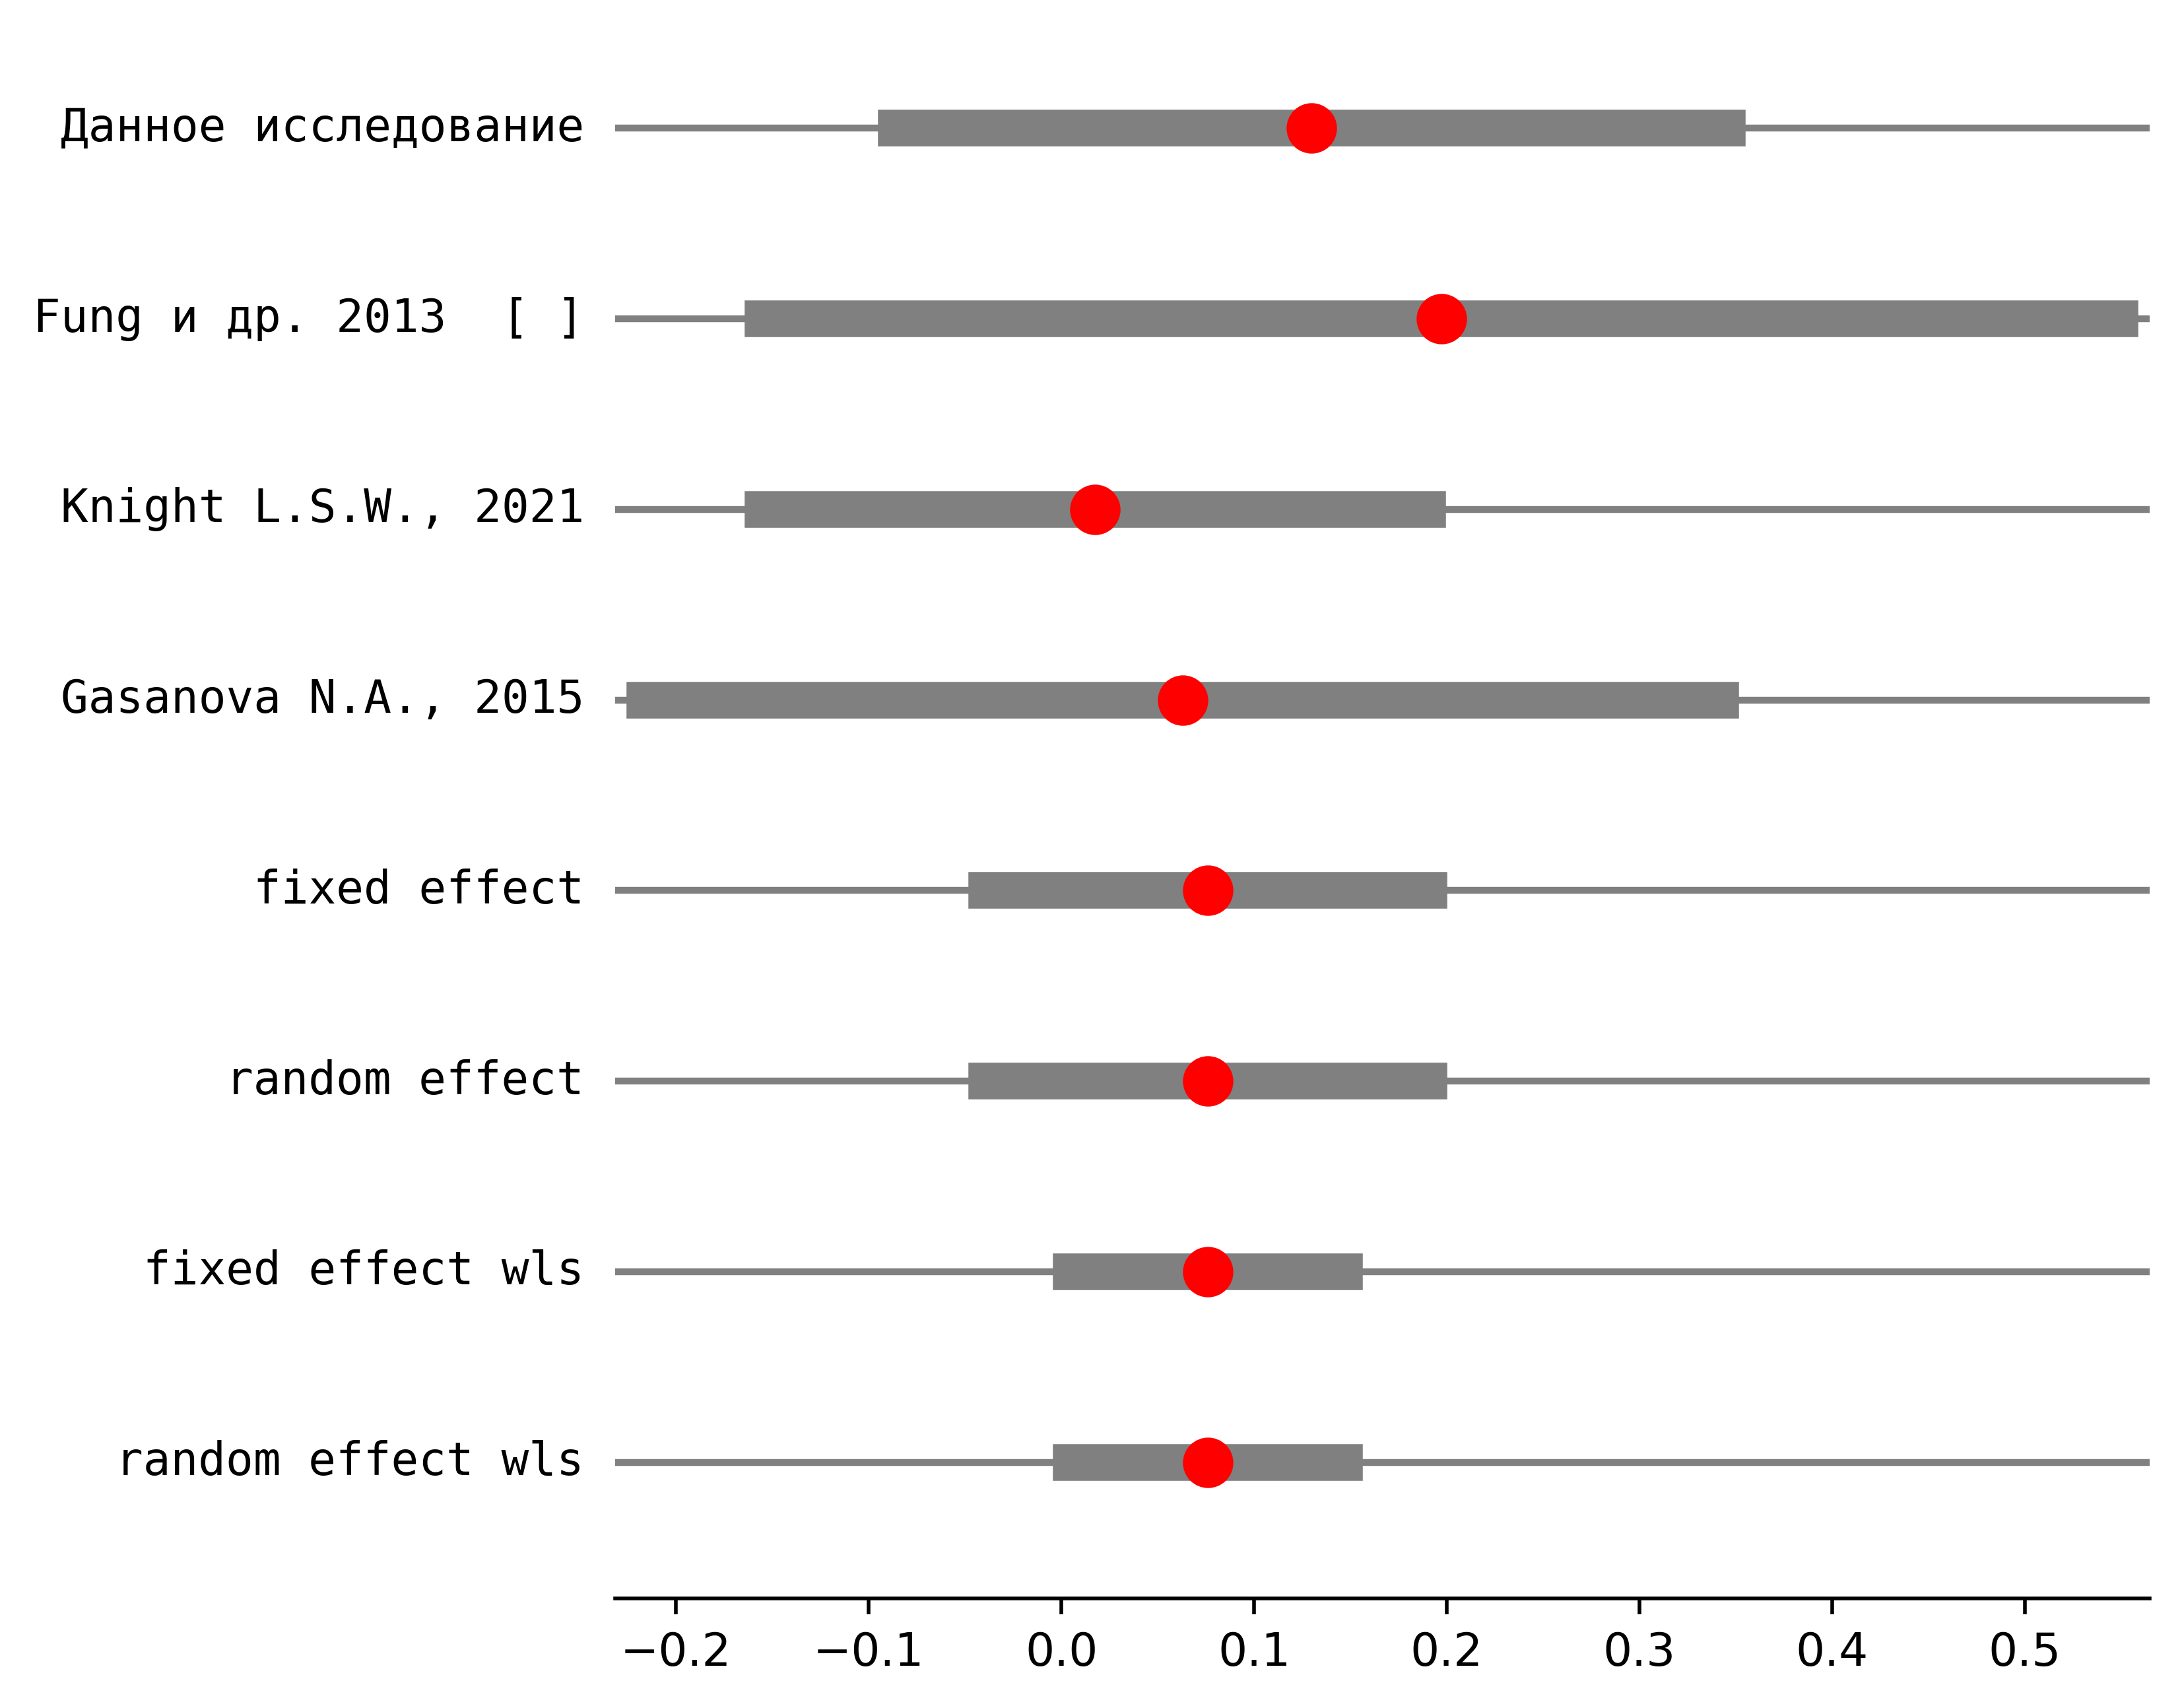 Данное исследование
Fung и др. 2013  [ ]
Knight L.S.W., 2021
Gasanova N.A., 2015
fixed effect
random effect
fixed effect wls
random effect wls
−0.2 −0.1 0.0 0.1 0.2 0.3 0.4 0.5